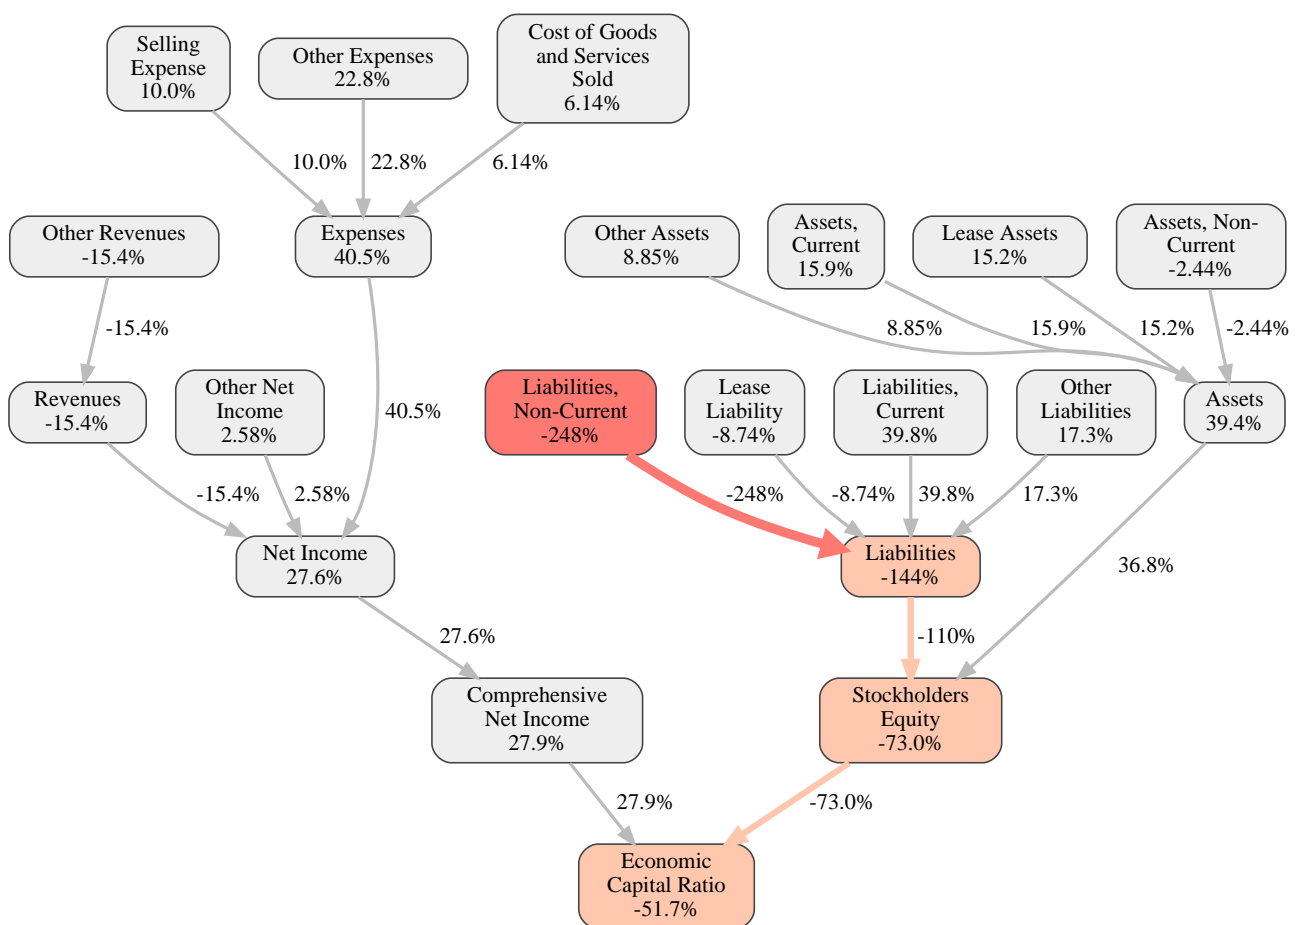 Selling
Expense
10.0%
Other Expenses
22.8%
Cost of Goods
and Services
Sold
6.14%
10.0%
22.8%
6.14%
Other Revenues
-15.4%
Expenses
40.5%
Other Assets
8.85%
Assets,
Current
15.9%
Lease Assets
15.2%
Assets, Non-
Current
-2.44%
-15.4%
8.85%
15.9%
15.2%
-2.44%
Revenues
-15.4%
Other Net
Income
2.58%
40.5%
Liabilities,
Non-Current
-248%
Lease
Liability
-8.74%
Liabilities,
Current
39.8%
Other
Liabilities
17.3%
Assets
39.4%
-15.4%
2.58%
-248%
-8.74%
39.8%
17.3%
Net Income
27.6%
Liabilities
-144%
36.8%
27.6%
-110%
Comprehensive
Net Income
27.9%
Stockholders
Equity
-73.0%
27.9%
-73.0%
Economic
Capital Ratio
-51.7%